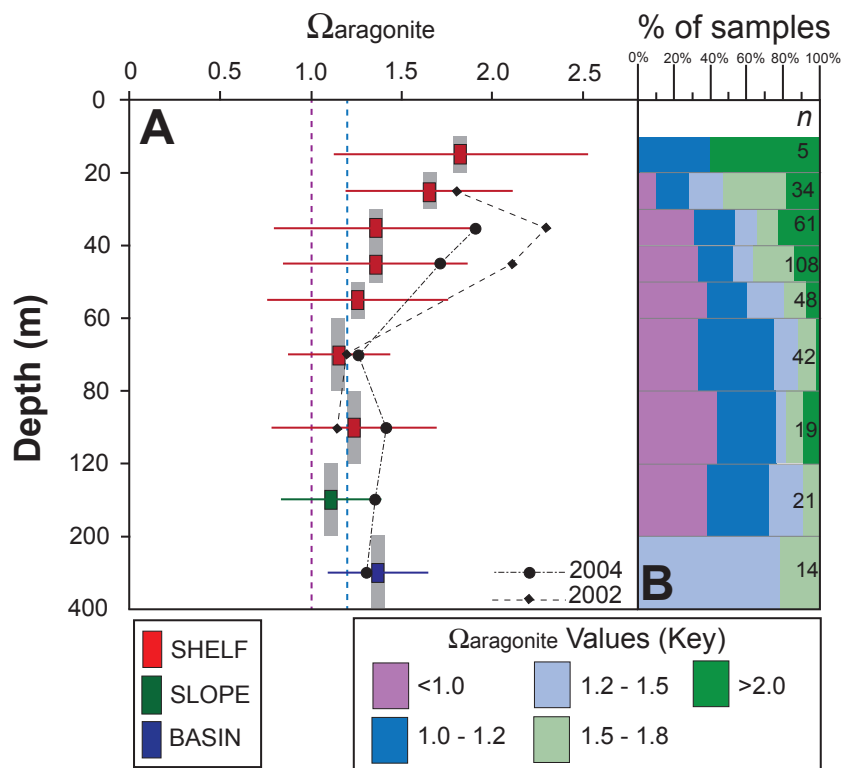 Ωaragonite
% of samples
0 0.5 1.0 1.5 2.0 2.5
0% 20% 40% 60% 80% 100%
Depth (m)
0
20
40
60
80
120
200
400
A
n
5
34
61
108
48
42
19
21
14
B
2004
2002
SHELF
SLOPE
BASIN
Ωaragonite Values (Key)
<1.0 1.2 - 1.5 >2.0
1.0 - 1.2 1.5 - 1.8